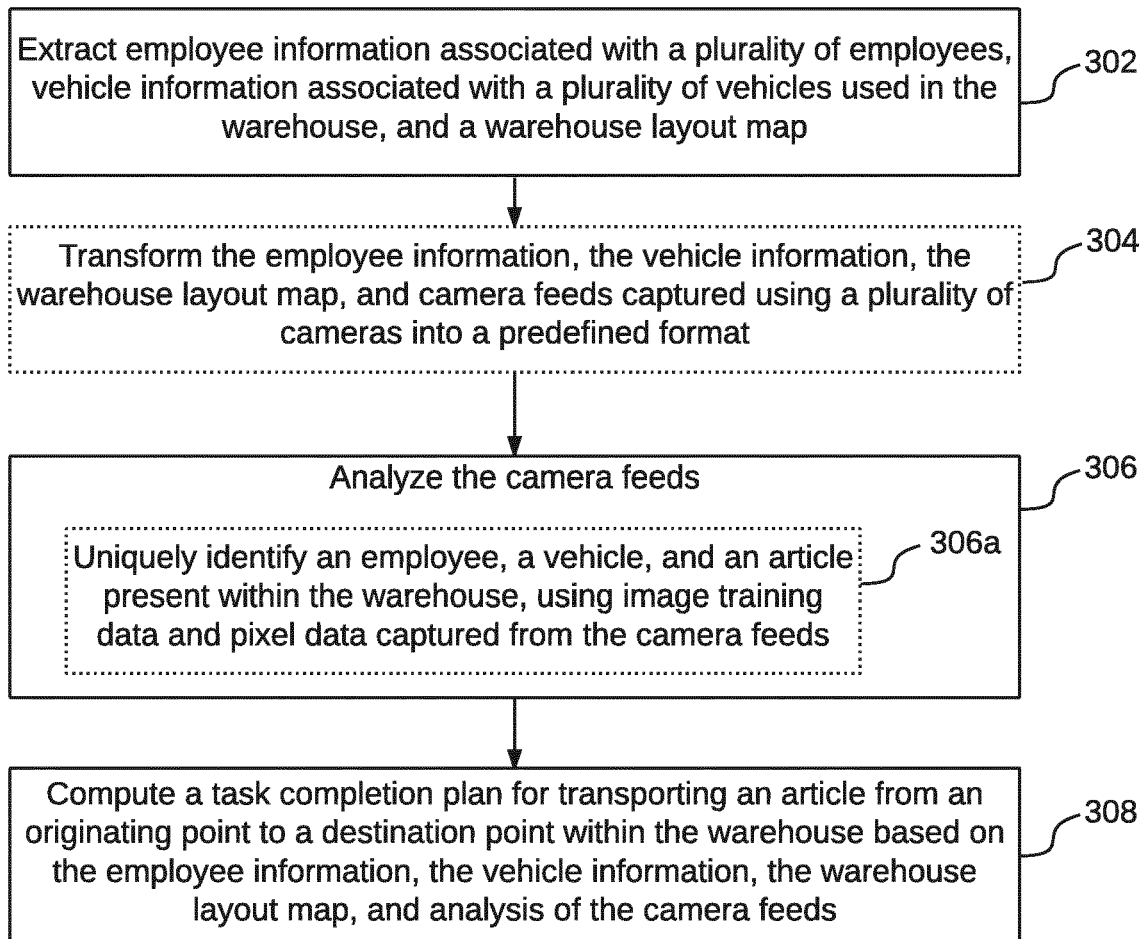 Extract employee information associated with a plurality of employees,
vehicle information associated with a plurality of vehicles used in the
warehouse, and a warehouse layout map
302
Transform the employee information, the vehicle information, the
warehouse layout map, and camera feeds captured using a plurality of
cameras into a predefined format
304
Analyze the camera feeds
306
Uniquely identify an employee, a vehicle, and an article
present within the warehouse, using image training
data and pixel data captured from the camera feeds
306a
Compute a task completion plan for transporting an article from an
originating point to a destination point within the warehouse based on
the employee information, the vehicle information, the warehouse
layout map, and analysis of the camera feeds
308